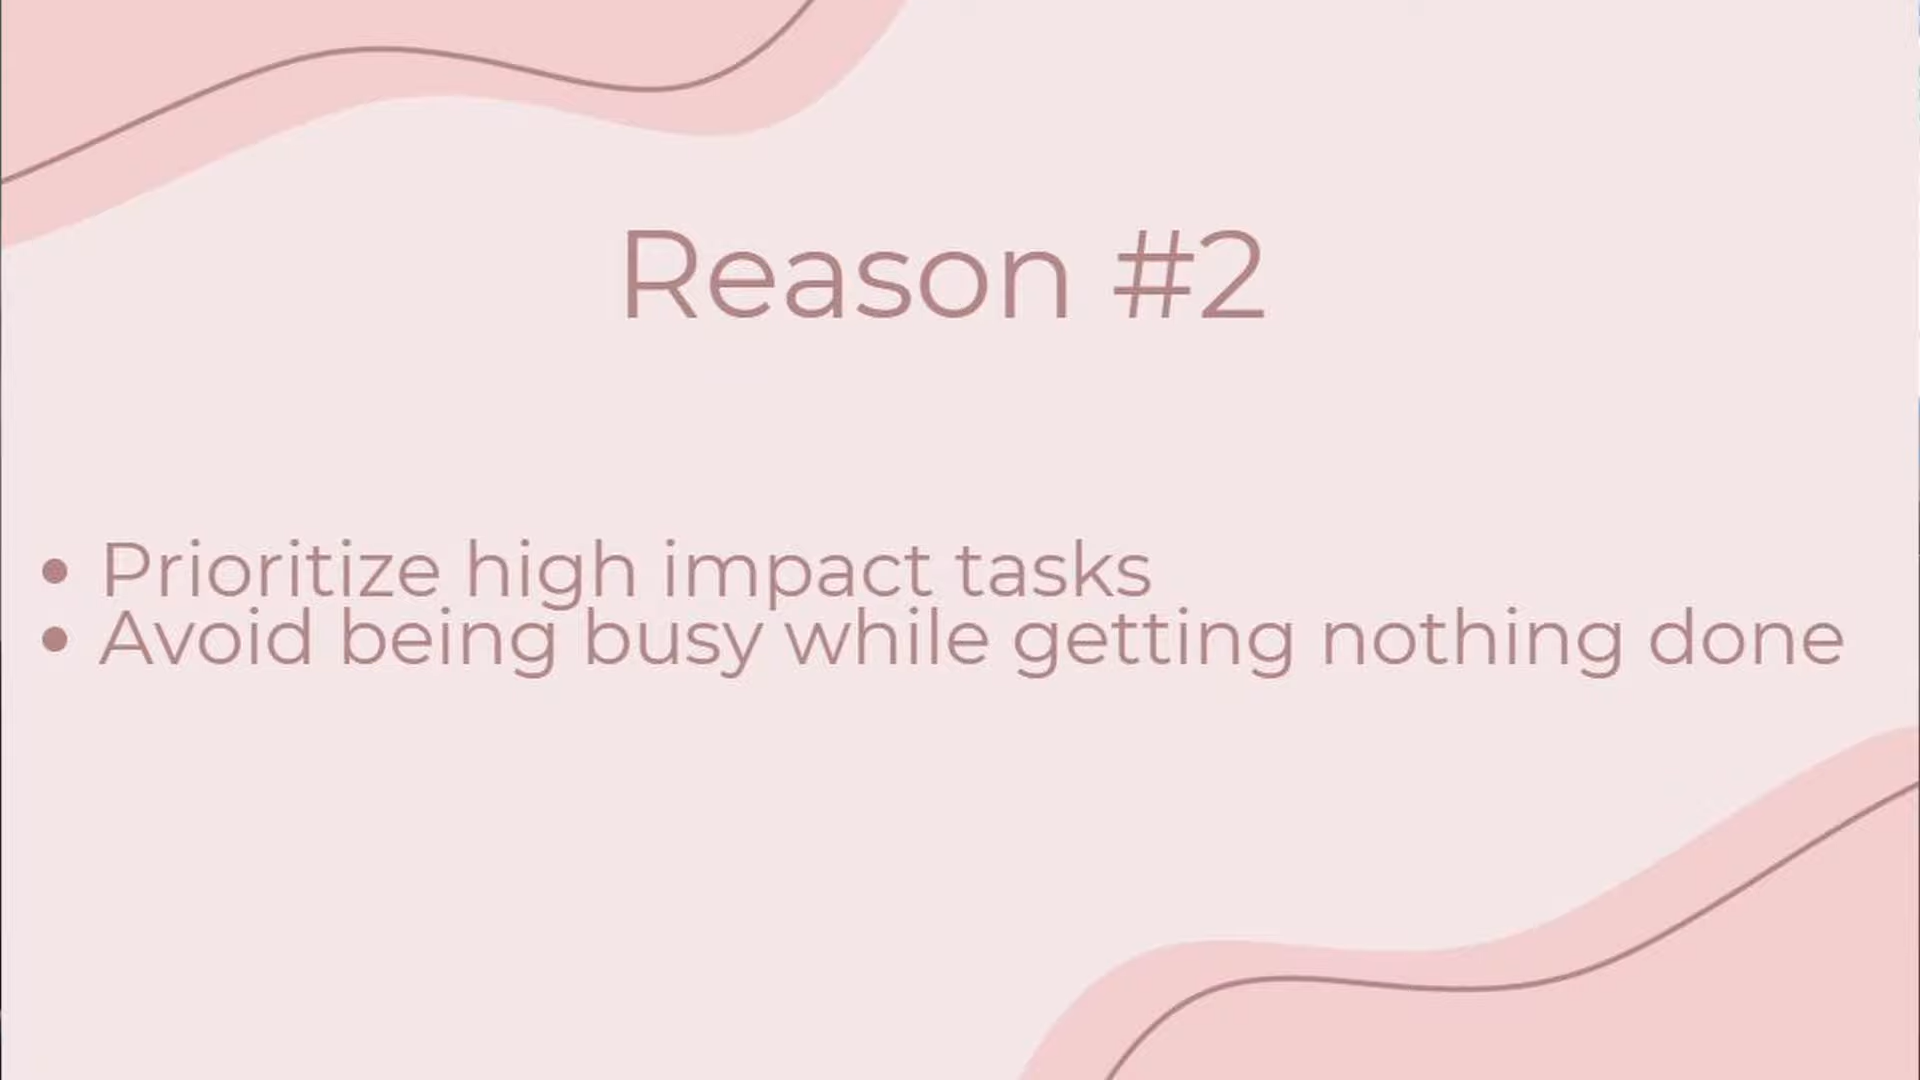 Reason #2
• Prioritize high impact tasks
• Avoid being busy while getting nothing done